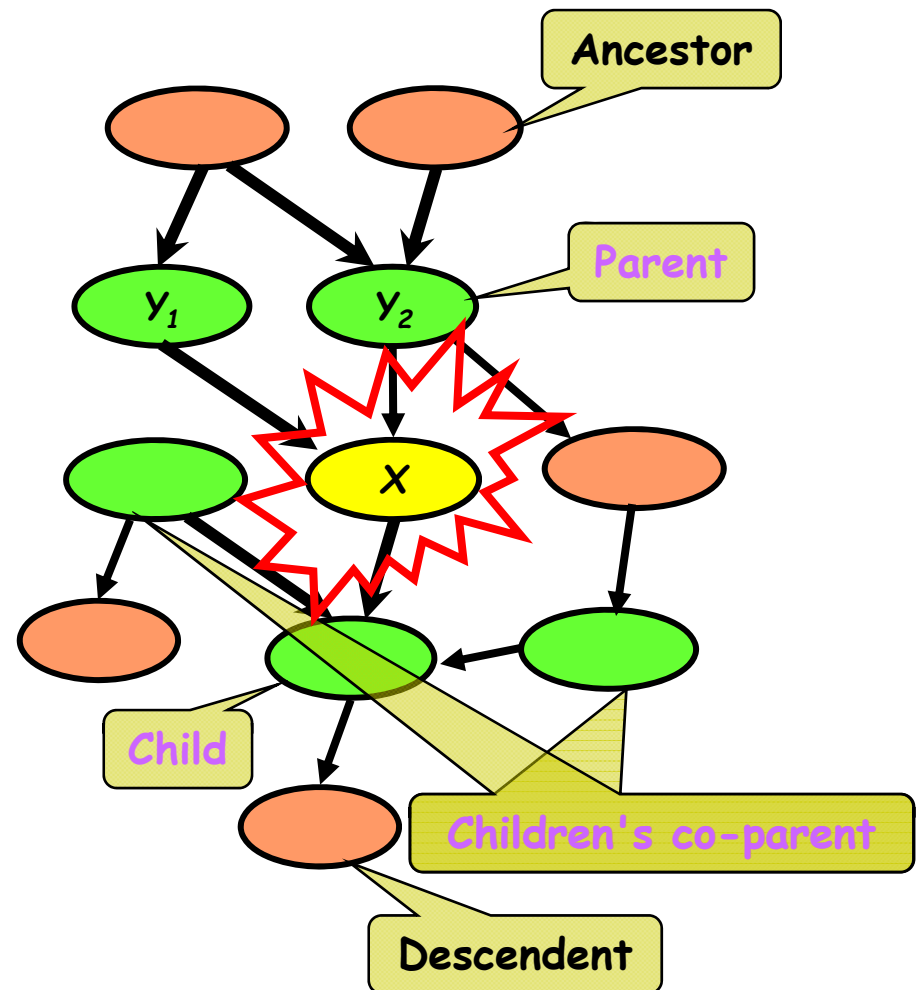 Ancestor
Parent
Y1
Y2
X
Child
Children's co-parent
Descendent